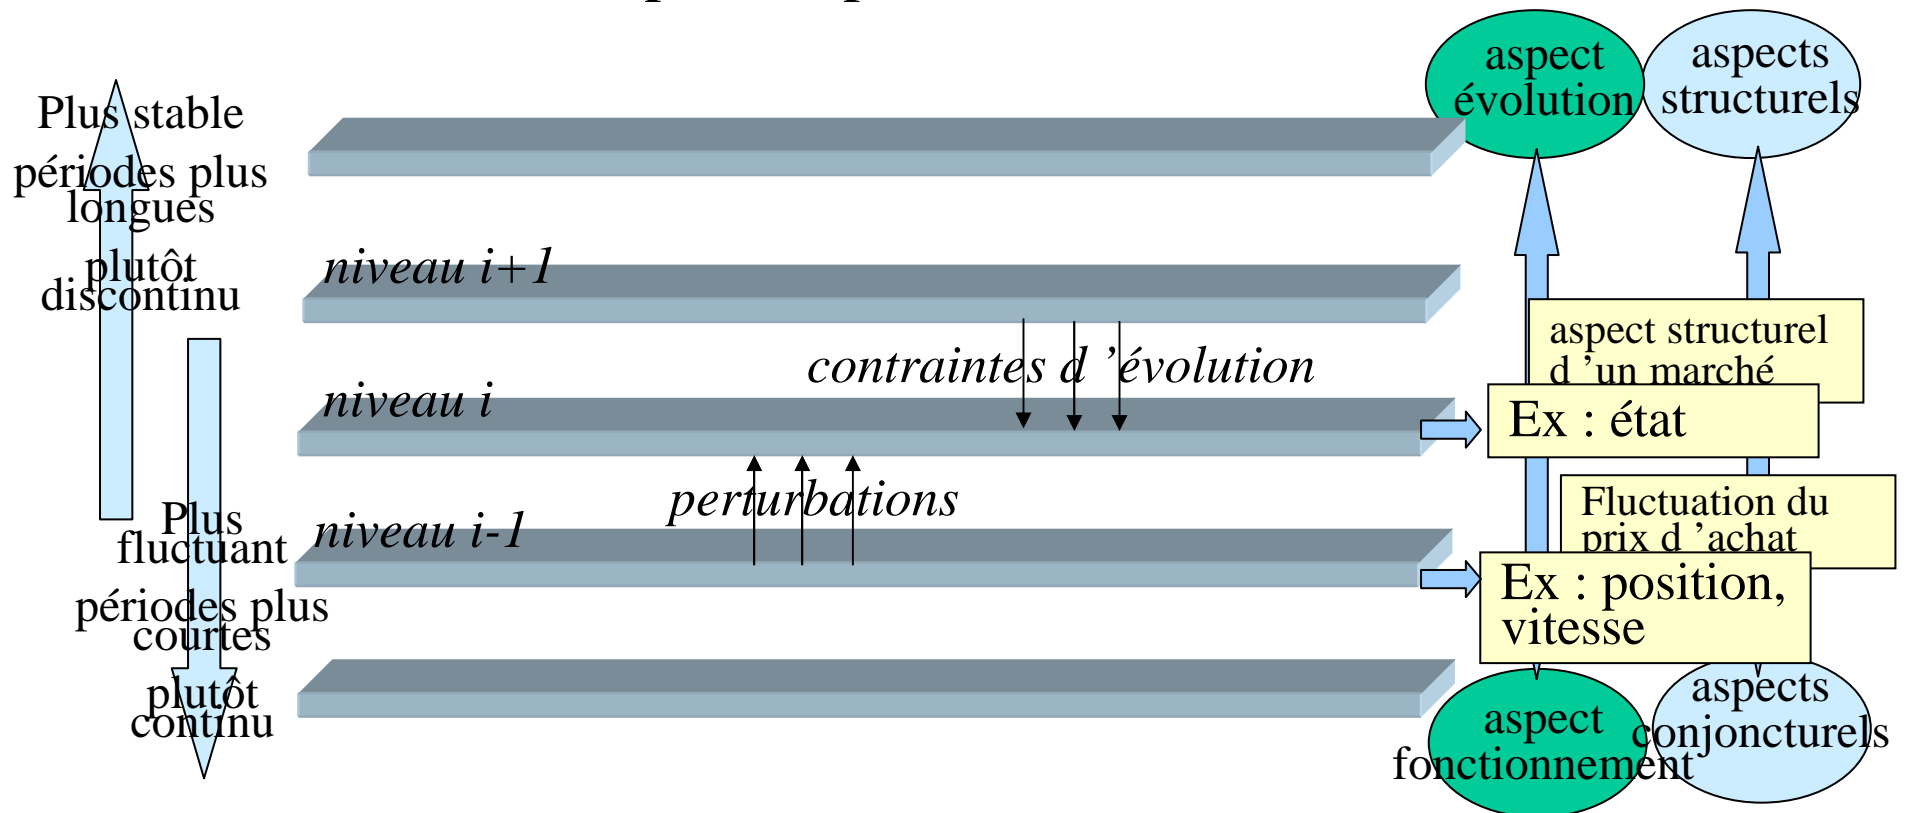 Plus stable
périodes plus
longues
plutôt
discontinu
Plus
fluctuant
périodes plus
courtes
plutôt
continu
niveau i+1
contraintes d ’évolution
niveau i
perturbations
niveau i-1
aspect
évolution
aspects
structurels
aspect structurel
d ’un marché
Ex : état
Fluctuation du
prix d ’achat
Ex : position,
vitesse
aspect
fonctionnement
aspects
conjoncturels